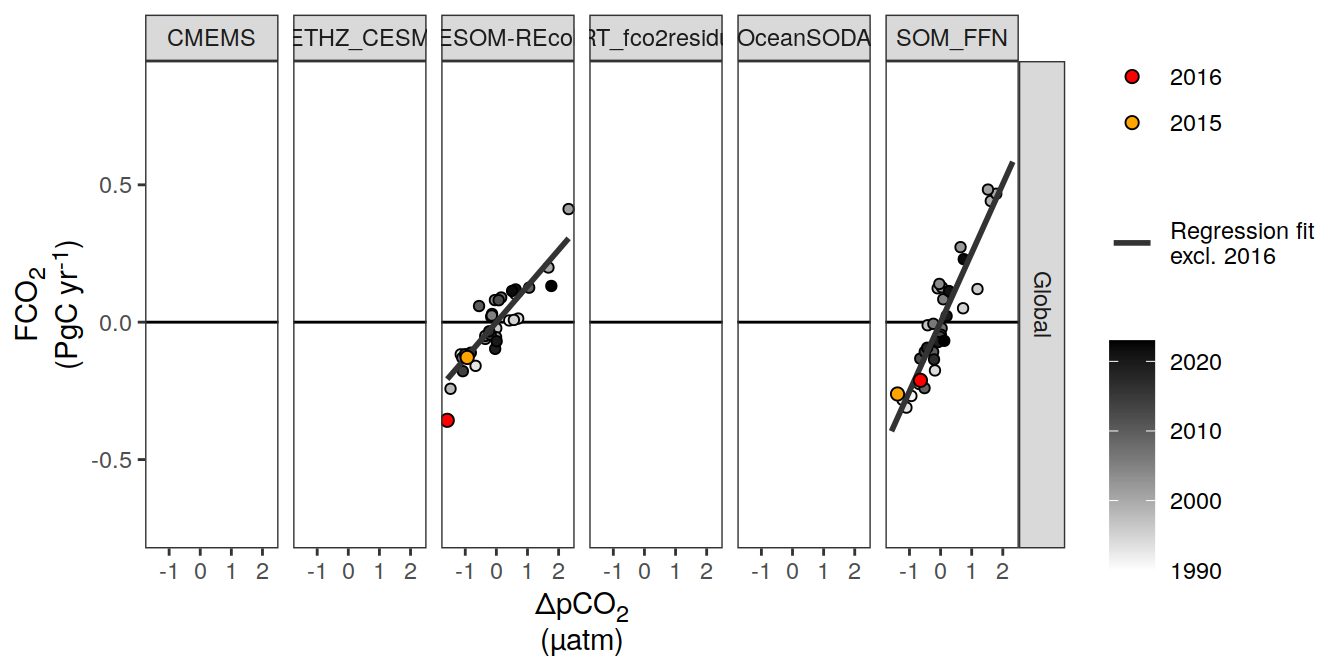 CMEMS
ETHZ_CESM
ESOM-REco
RT_fco2residu
OceanSODA
SOM_FFN
2016
2015
Regression fit
excl. 2016
2020
2010
2000
1990
Global
0.5
0.0
-0.5
FCO2
(PgC yr-1)
-1 0 1 2
-1 0 1 2
-1 0 1 2
-1 0 1 2
-1 0 1 2
-1 0 1 2
ΔpCO2
(µatm)